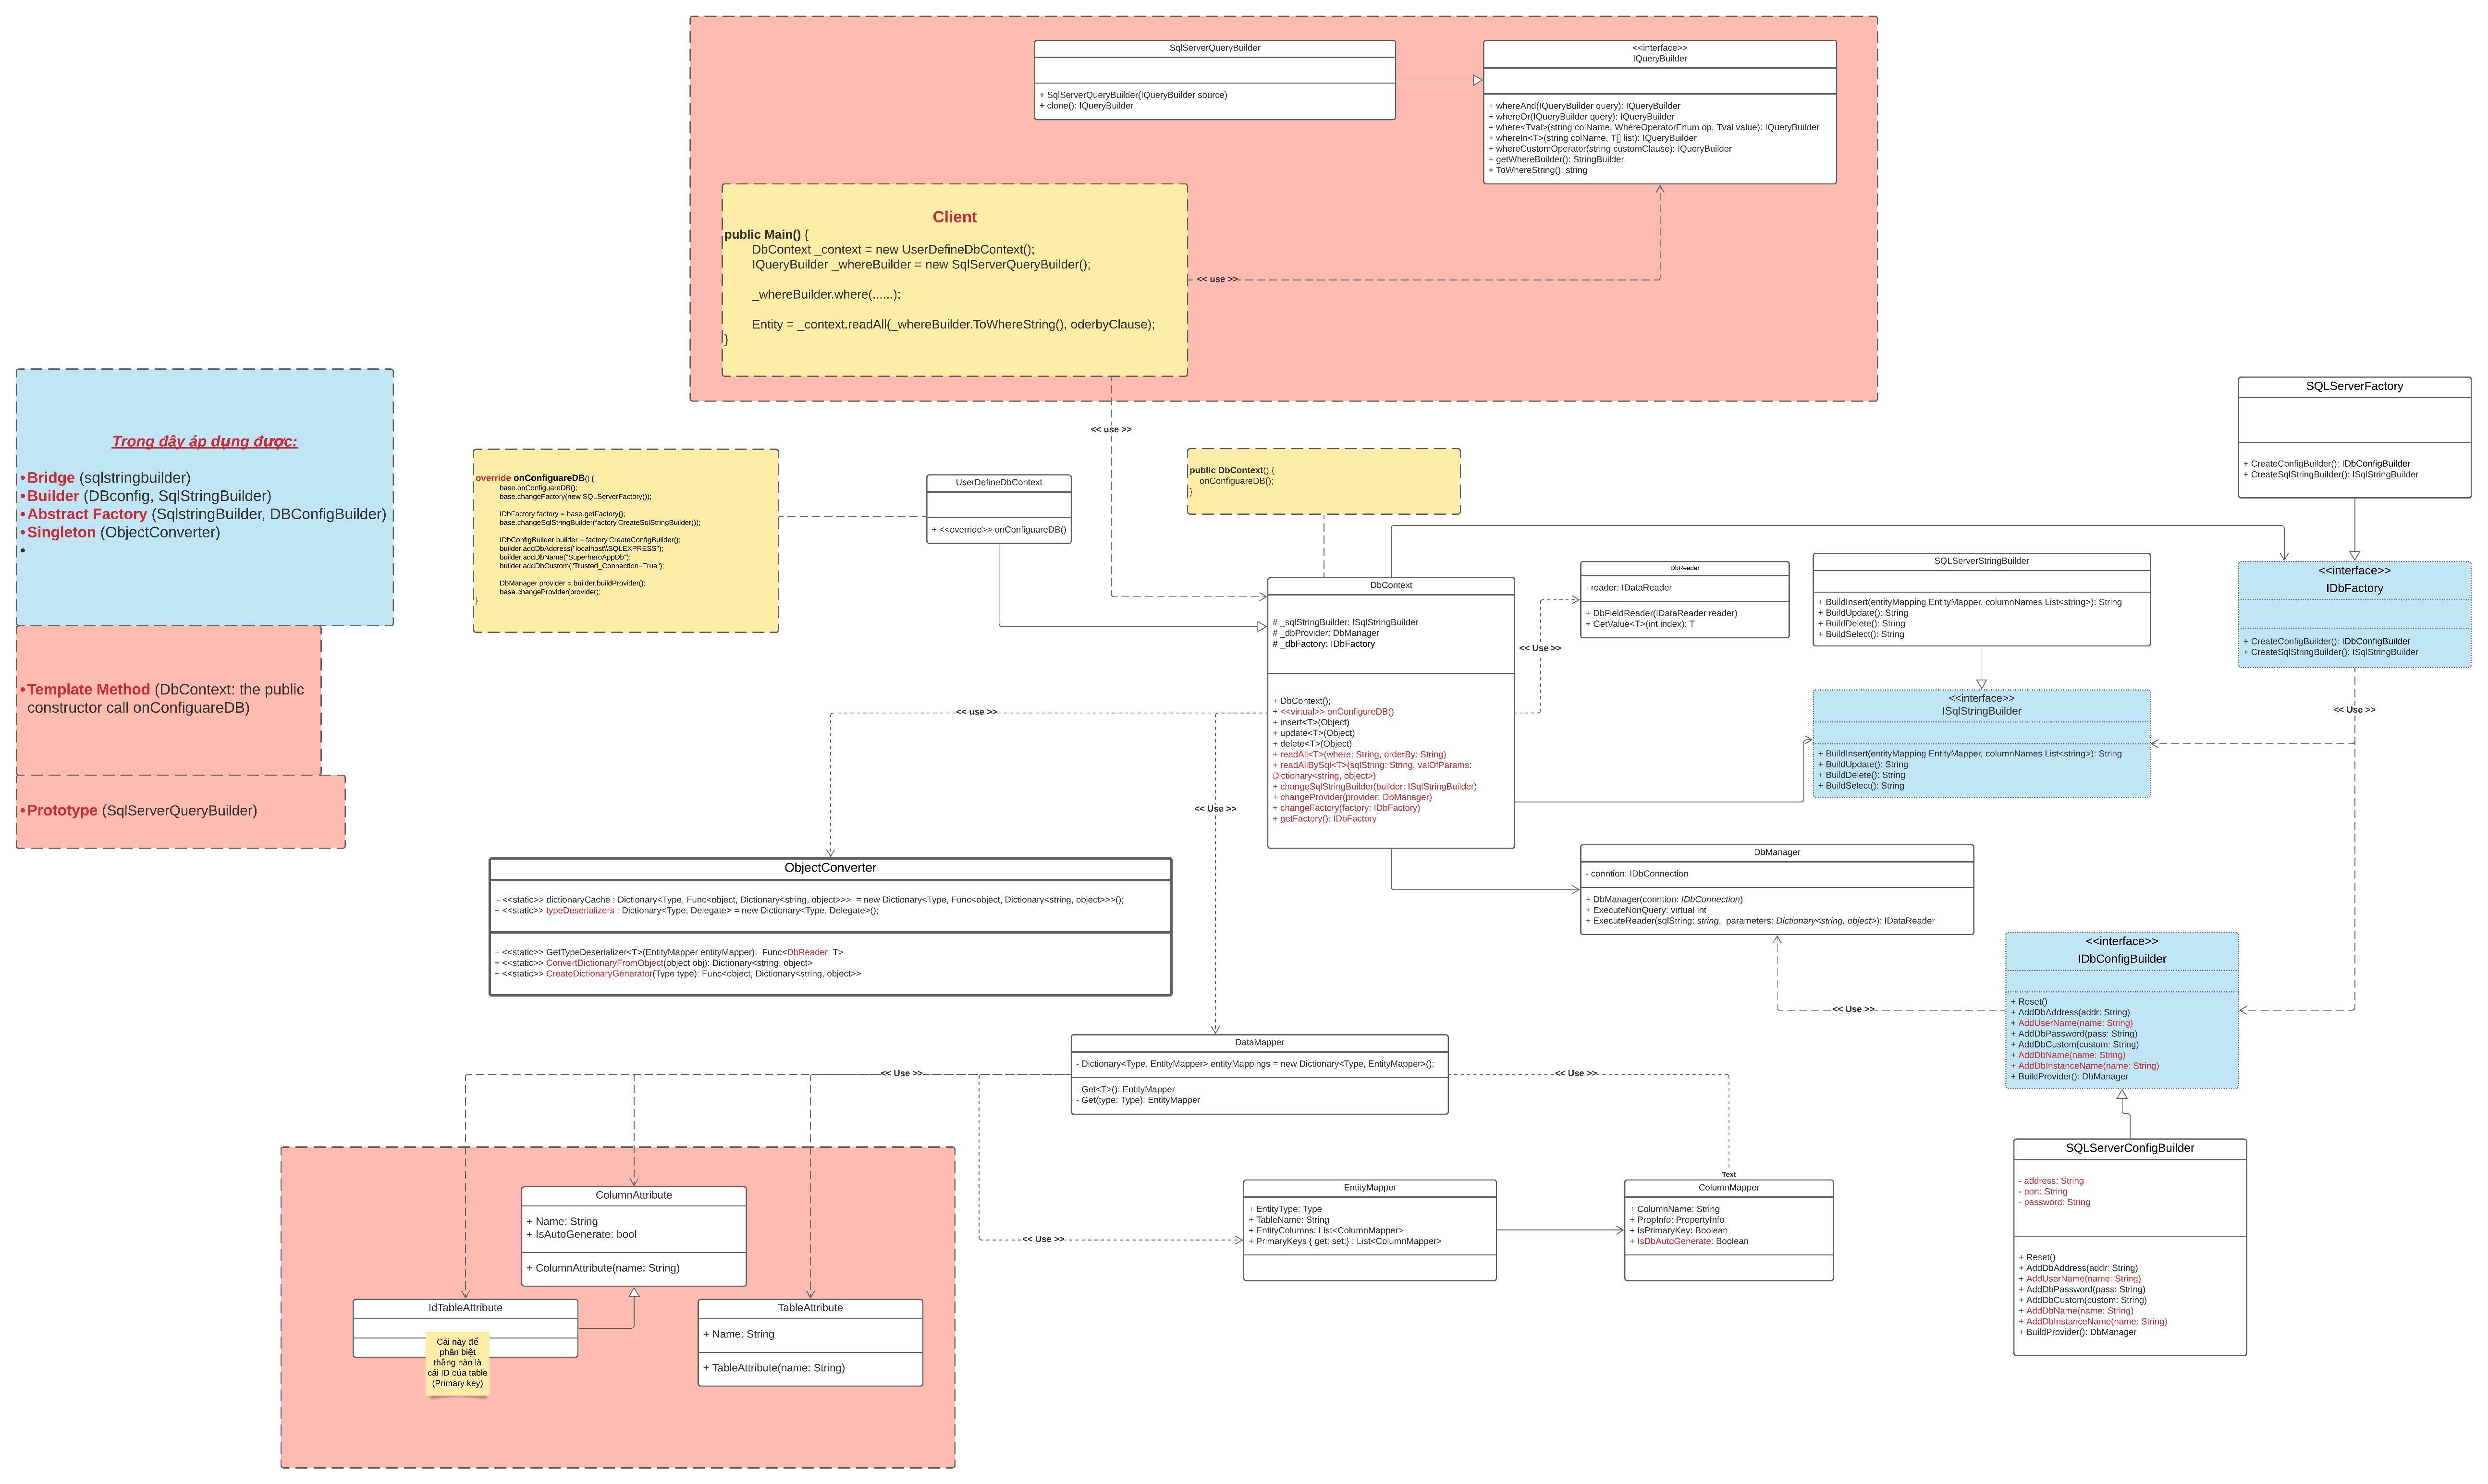 SqlServerQueryBuilder
+ SqlServerQueryBuilder(IQueryBuilder source)
+ clone(): IQueryBuilder
<<interface>>
IQueryBuilder
+ whereAnd(IQueryBuilder query): IQueryBuilder
+ whereOr(IQueryBuilder query): IQueryBuilder
+ where<Tval>(string colName, WhereOperatorEnum op, Tval value): IQueryBuilder
+ whereIn<T>(string colName, T[] list): IQueryBuilder
+ whereCustomOperator(string customClause): IQueryBuilder
+ getWhereBuilder(): StringBuilder
+ ToWhereString(): string
Client
public Main() {
DbContext _context = new UserDefineDbContext();
IQueryBuilder _whereBuilder = new SqlServerQueryBuilder();
_whereBuilder.where(......);
Entity = _context.readAll(_whereBuilder.ToWhereString(), oderbyClause);
}
<< use >>
<< use >>
Trong đây áp dụng được:
•Bridge (sqlstringbuilder)
•Builder (DBconfig, SqlStringBuilder)
•Abstract Factory (SqlstringBuilder, DBConfigBuilder)
•Singleton (ObjectConverter)
•
•Template Method (DbContext: the public
constructor call onConfiguareDB)
•Prototype (SqlServerQueryBuilder)
override onConfiguareDB() {
base.onConfiguareDB();
base.changeFactory(new SQLServerFactory());
IDbFactory factory = base.getFactory();
base.changeSqlStringBuilder(factory.CreateSqlStringBuilder());
IDbConfigBuilder builder = factory.CreateConfigBuilder();
builder.addDbAddress("localhost\\SQLEXPRESS");
builder.addDbName("SuperheroAppDb");
builder.addDbCustom("Trusted_Connection=True");
DbManager provider = builder.buildProvider();
base.changeProvider(provider);
}
UserDefineDbContext
+ <<override>> onConfiguareDB()
public DbContext() {
onConfiguareDB();
}
DbContext
# _sqlStringBuilder: ISqlStringBuilder
# _dbProvider: DbManager
# _dbFactory: IDbFactory
+ DbContext();
+ <<virtual>> onConfigureDB()
+ insert<T>(Object)
+ update<T>(Object)
+ delete<T>(Object)
+ readAll<T>(where: String, orderBy: String)
+ readAllBySql<T>(sqlString: String, valOfParams:
Dictionary<string, object>)
+ changeSqlStringBuilder(builder: ISqlStringBuilder)
+ changeProvider(provider: DbManager)
+ changeFactory(factory: IDbFactory)
+ getFactory(): IDbFactory
<< Use >>
DbReader
- reader: IDataReader
+ DbFieldReader(IDataReader reader)
+ GetValue<T>(int index): T
SQLServerStringBuilder
+ BuildInsert(entityMapping EntityMapper, columnNames List<string>): String
+ BuildUpdate(): String
+ BuildDelete(): String
+ BuildSelect(): String
<<interface>>
ISqlStringBuilder
+ BuildInsert(entityMapping EntityMapper, columnNames List<string>): String
+ BuildUpdate(): String
+ BuildDelete(): String
+ BuildSelect(): String
SQLServerFactory
+ CreateConfigBuilder(): IDbConfigBuilder
+ CreateSqlStringBuilder(): ISqlStringBuilder
<<interface>>
IDbFactory
+ CreateConfigBuilder(): IDbConfigBuilder
+ CreateSqlStringBuilder(): ISqlStringBuilder
<< Use >>
<< use >>
<< Use >>
ObjectConverter
- <<static>> dictionaryCache : Dictionary<Type, Func<object, Dictionary<string, object>>> = new Dictionary<Type, Func<object, Dictionary<string, object>>>();
+ <<static>> typeDeserializers : Dictionary<Type, Delegate> = new Dictionary<Type, Delegate>();
+ <<static>> GetTypeDeserializer<T>(EntityMapper entityMapper): Func<DbReader, T>
+ <<static>> ConvertDictionaryFromObject(object obj): Dictionary<string, object>
+ <<static>> CreateDictionaryGenerator(Type type): Func<object, Dictionary<string, object>>
DbManager
- conntion: IDbConnection
+ DbManager(conntion: IDbConnection)
+ ExecuteNonQuery: virtual int
+ ExecuteReader(sqlString: string, parameters: Dictionary<string, object>): IDataReader
<< Use >>
<<interface>>
IDbConfigBuilder
+ Reset()
+ AddDbAddress(addr: String)
+ AddUserName(name: String)
+ AddDbPassword(pass: String)
+ AddDbCustom(custom: String)
+ AddDbName(name: String)
+ AddDbInstanceName(name: String)
+ BuildProvider(): DbManager
DataMapper
- Dictionary<Type, EntityMapper> entityMappings = new Dictionary<Type, EntityMapper>();
- Get<T>(): EntityMapper
- Get(type: Type): EntityMapper
<< Use >>
<< Use >>
<< Use >>
Text
ColumnAttribute
+ Name: String
+ IsAutoGenerate: bool
+ ColumnAttribute(name: String)
IdTableAttribute
Cái này để
phân biệt
thằng nào là
cái ID của table
(Primary key)
TableAttribute
+ Name: String
+ TableAttribute(name: String)
EntityMapper
+ EntityType: Type
+ TableName: String
+ EntityColumns: List<ColumnMapper>
+ PrimaryKeys { get; set;} : List<ColumnMapper>
ColumnMapper
+ ColumnName: String
+ PropInfo: PropertyInfo
+ IsPrimaryKey: Boolean
+ IsDbAutoGenerate: Boolean
SQLServerConfigBuilder
- address: String
- port: String
- password: String
+ Reset()
+ AddDbAddress(addr: String)
+ AddUserName(name: String)
+ AddDbPassword(pass: String)
+ AddDbCustom(custom: String)
+ AddDbName(name: String)
+ AddDbInstanceName(name: String)
+ BuildProvider(): DbManager